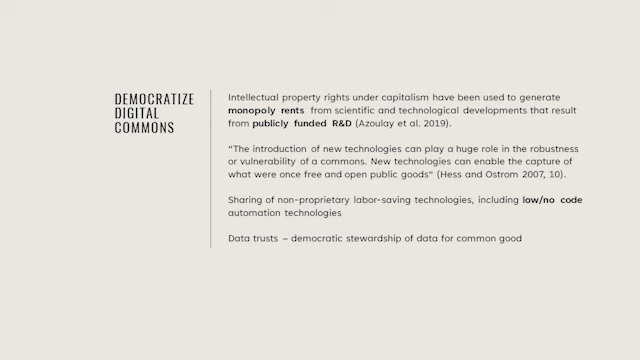 DEMOCRATIZE
DIGITAL
COMMONS
Intellectual property rights under capitalism have been used to generate
monopoly rents from scientific and technological developments that result
from publicly funded R&D (Azoulay et al. 2019).
“The introduction of new technologies can play a huge role in the robustness
or vulnerability of a commons. New technologies can enable the capture of
what were once free and open public goods” (Hess and Ostrom 2007, 10).
Sharing of non-proprietary labor-saving technologies, including low/no code
automation technologies
Data trusts – democratic stewardship of data for common good